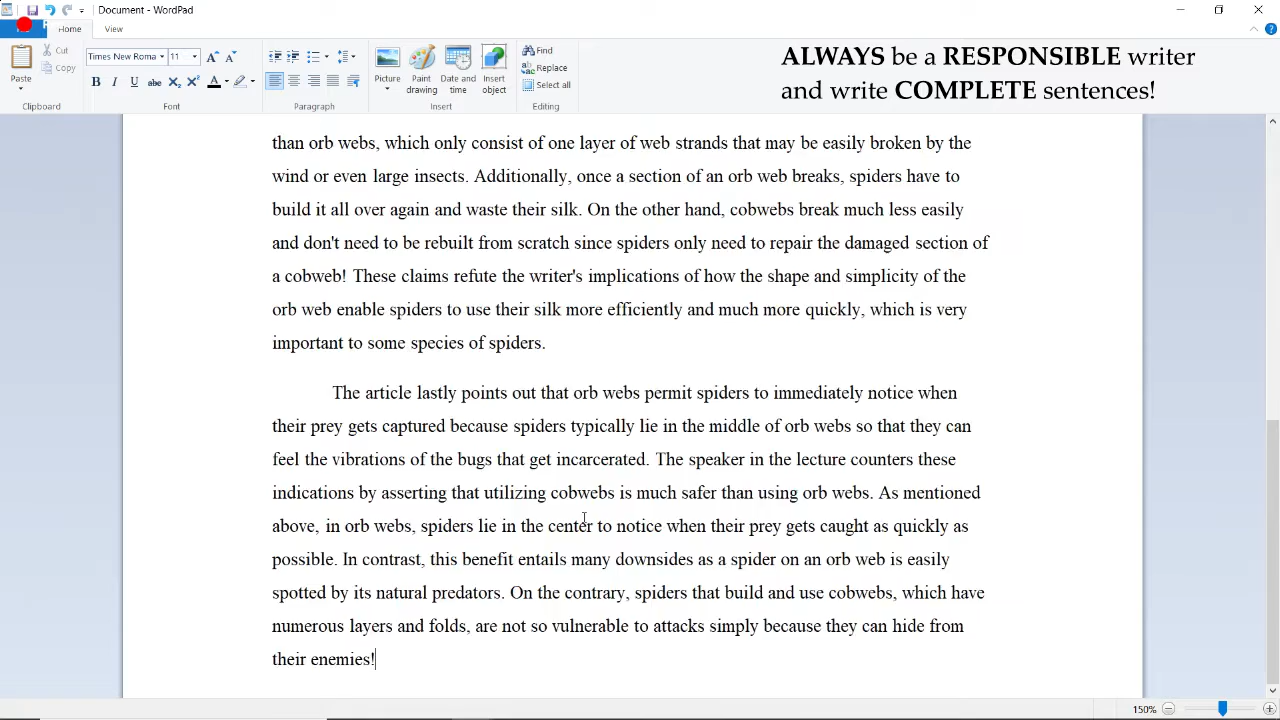 Document - WordPad
Home View
Paste
Cut
Copy
Clipboard
Times New Roma 11
B I U abc X₂ X² A
Font
Paragraph
Picture
Paint drawing
Date and time
Insert object
Insert
Find
Replace
Select all
Editing
ALWAYS be a RESPONSIBLE writer
and write COMPLETE sentences!
than orb webs, which only consist of one layer of web strands that may be easily broken by the
wind or even large insects. Additionally, once a section of an orb web breaks, spiders have to
build it all over again and waste their silk. On the other hand, cobwebs break much less easily
and don't need to be rebuilt from scratch since spiders only need to repair the damaged section of
a cobweb! These claims refute the writer's implications of how the shape and simplicity of the
orb web enable spiders to use their silk more efficiently and much more quickly, which is very
important to some species of spiders.
The article lastly points out that orb webs permit spiders to immediately notice when
their prey gets captured because spiders typically lie in the middle of orb webs so that they can
feel the vibrations of the bugs that get incarcerated. The speaker in the lecture counters these
indications by asserting that utilizing cobwebs is much safer than using orb webs. As mentioned
above, in orb webs, spiders lie in the center to notice when their prey gets caught as quickly as
possible. In contrast, this benefit entails many downsides as a spider on an orb web is easily
spotted by its natural predators. On the contrary, spiders that build and use cobwebs, which have
numerous layers and folds, are not so vulnerable to attacks simply because they can hide from
their enemies!
150%